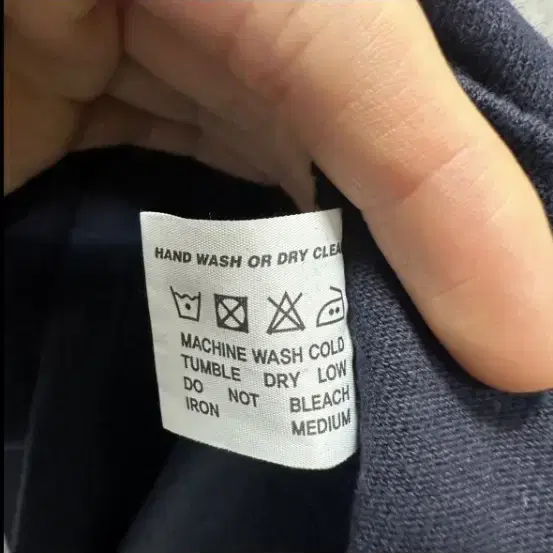 HAND WASH OR DRY CLEA
MACHINE WASH COLD
TUMBLE DRY LOW
DO NOT BLEACH
IRON MEDIUM